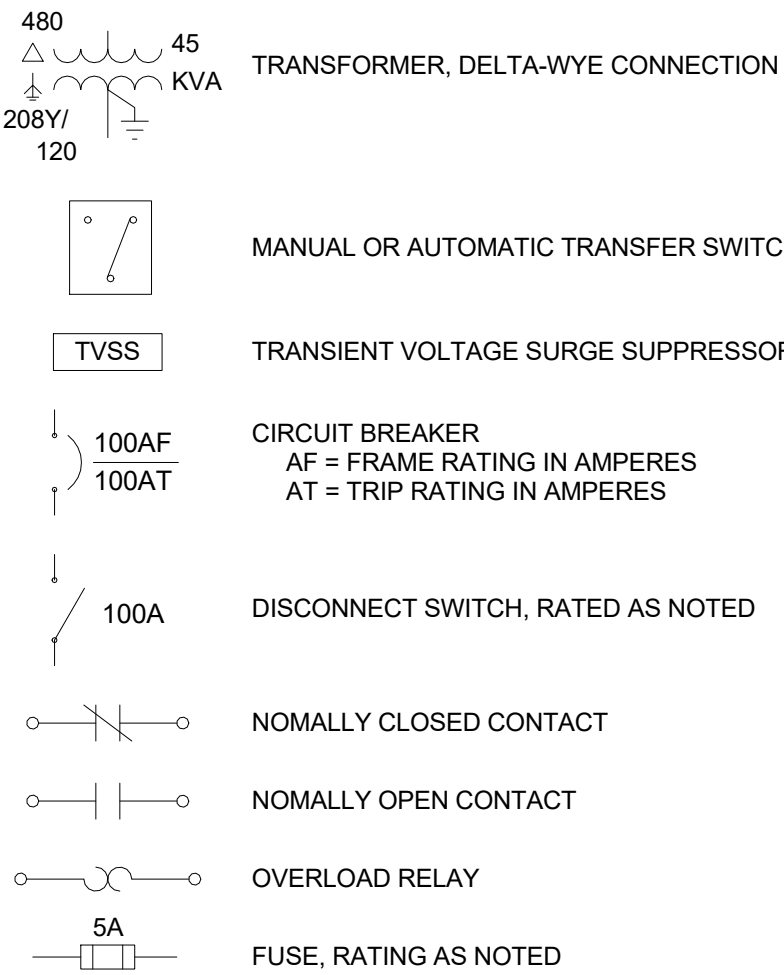 480
45
KVA
208Y/
120
TRANSFORMER, DELTA-WYE CONNECTION
MANUAL OR AUTOMATIC TRANSFER SWITC
TVSS
TRANSIENT VOLTAGE SURGE SUPPRESSOR
100AF
100AT
CIRCUIT BREAKER
AF = FRAME RATING IN AMPERES
AT = TRIP RATING IN AMPERES
100A
DISCONNECT SWITCH, RATED AS NOTED
NOMALLY CLOSED CONTACT
NOMALLY OPEN CONTACT
OVERLOAD RELAY
5A
FUSE, RATING AS NOTED